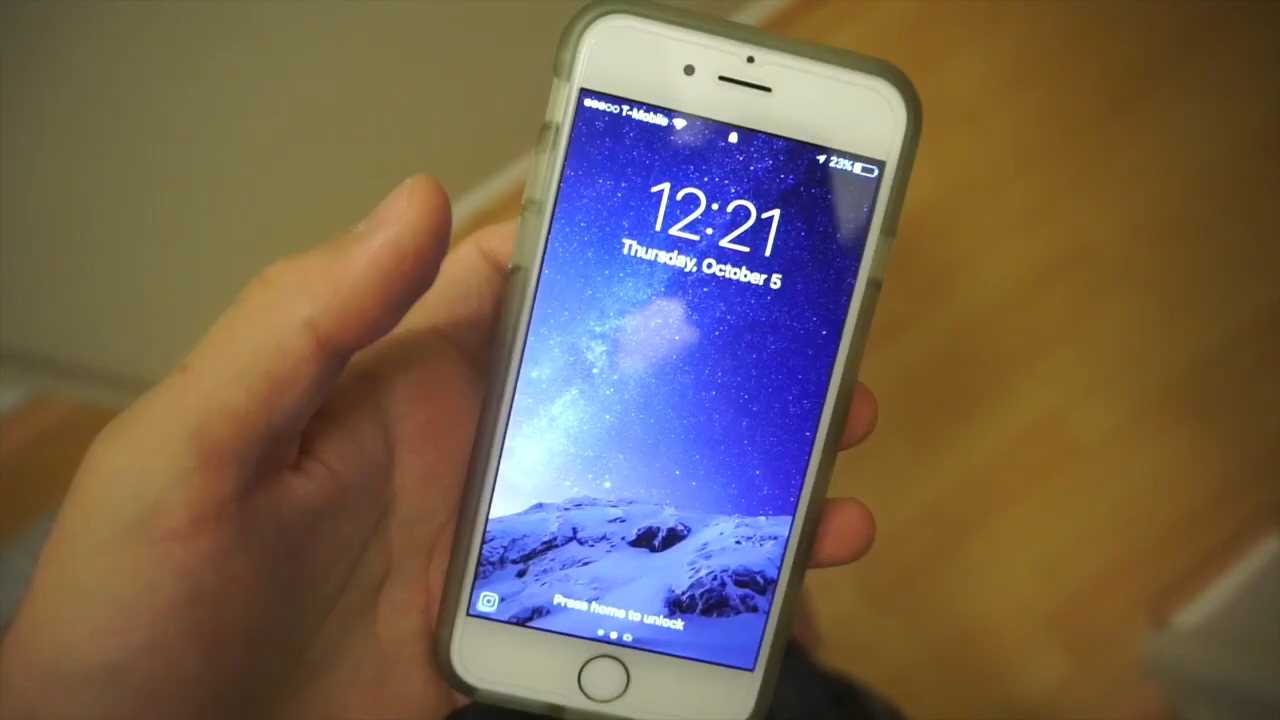 T-Mobile
23%
12:21
Thursday, October 5
Press home to unlock